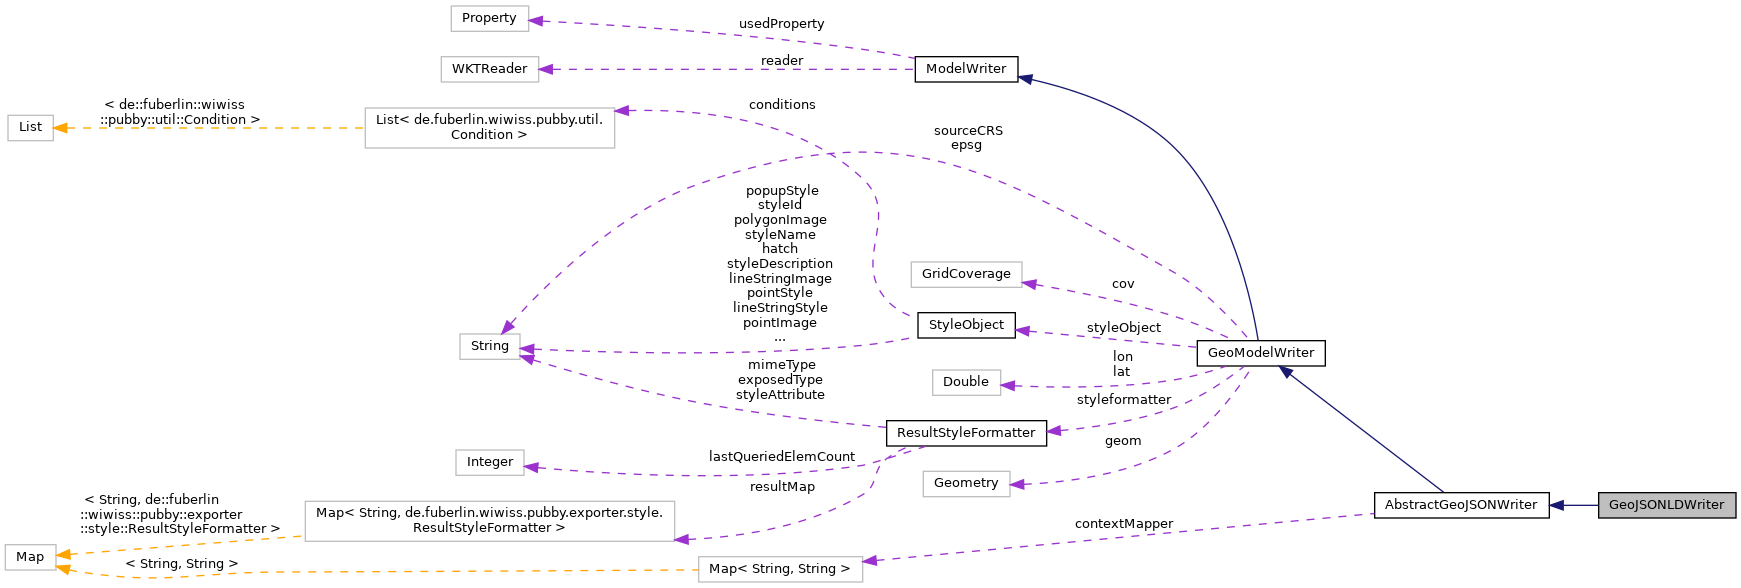 Property
usedProperty
WKTReader
reader
ModelWriter
< de::fuberlin::wiwiss
::pubby::util::Condition >
List
List< de.fuberlin.wiwiss.pubby.util.
Condition >
conditions
sourceCRS
epsg
popupStyle
styleId
polygonImage
styleName
hatch
styleDescription
lineStringImage
pointStyle
lineStringStyle
pointImage
...
GridCoverage
cov
StyleObject
styleObject
String
GeoModelWriter
mimeType
exposedType
styleAttribute
Double
lon
lat
styleformatter
ResultStyleFormatter
geom
Integer
lastQueriedElemCount
resultMap
Geometry
< String, de::fuberlin
::wiwiss::pubby::exporter
::style::ResultStyleFormatter >
Map< String, de.fuberlin.wiwiss.pubby.exporter.style.
ResultStyleFormatter >
AbstractGeoJSONWriter
GeoJSONLDWriter
contextMapper
Map
< String, String >
Map< String, String >